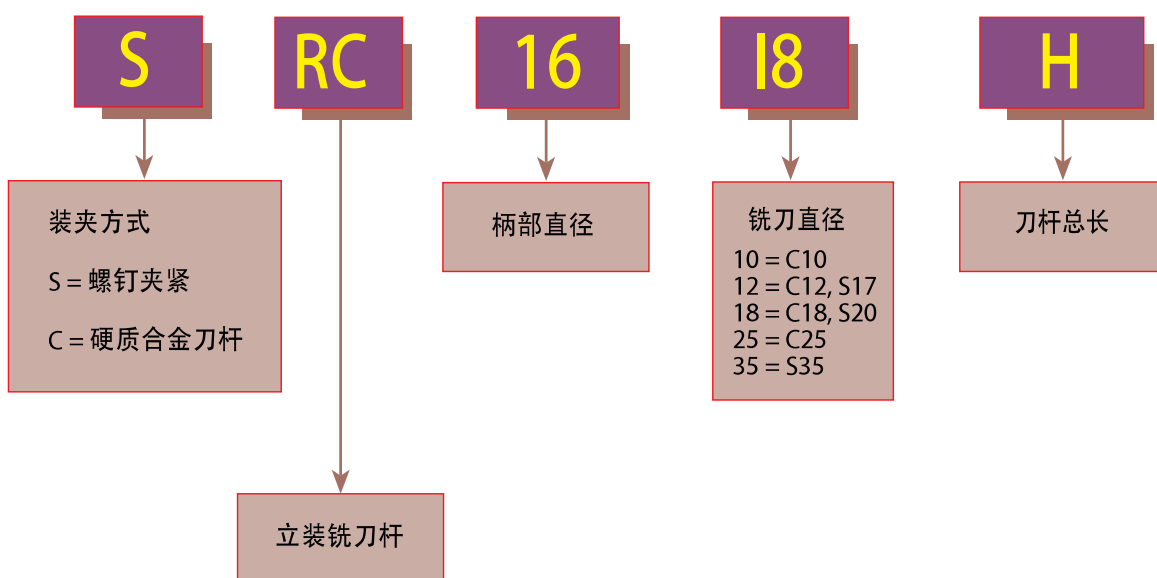 S
RC
16
I8
H
装夹方式
S = 螺钉夹紧
C = 硬质合金刀杆
立装铣刀杆
柄部直径
铣刀直径
10 = C10
12 = C12, S17
18 = C18, S20
25 = C25
35 = S35
刀杆总长